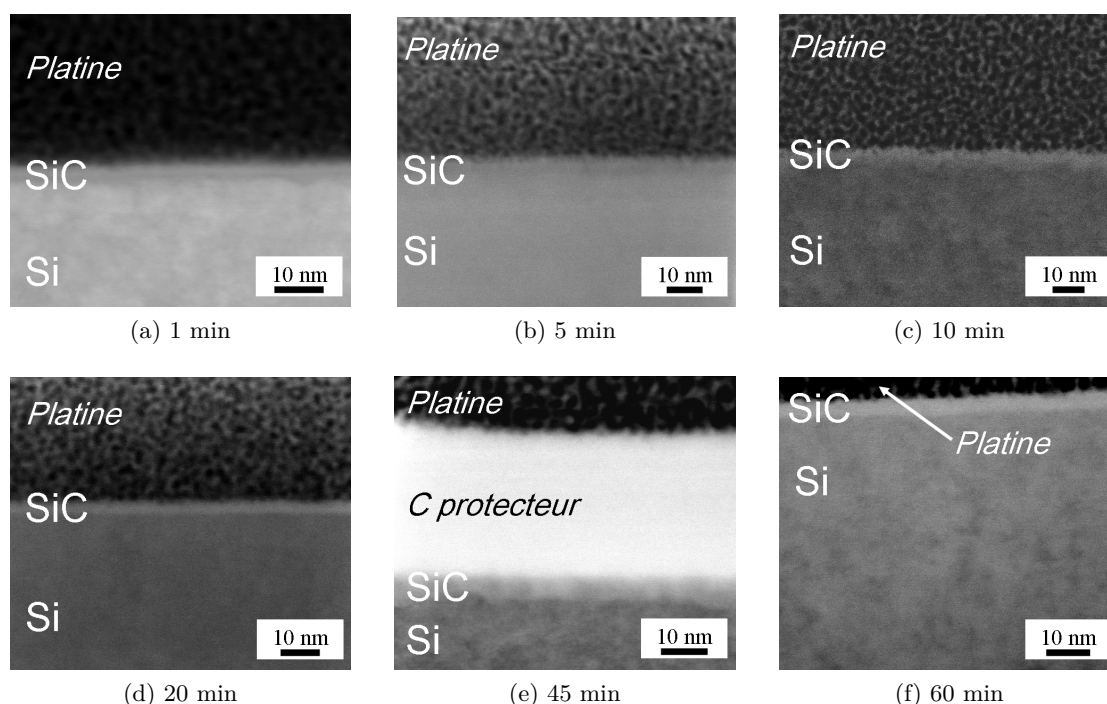 Platine
SiC
Si
10 nm
(a) 1 min
Platine
SiC
Si
10 nm
(b) 5 min
Platine
SiC
Si
10 nm
(c) 10 min
Platine
SiC
Si
10 nm
(d) 20 min
Platine
C protecteur
SiC
Si
10 nm
(e) 45 min
SiC
Platine
Si
10 nm
(f) 60 min